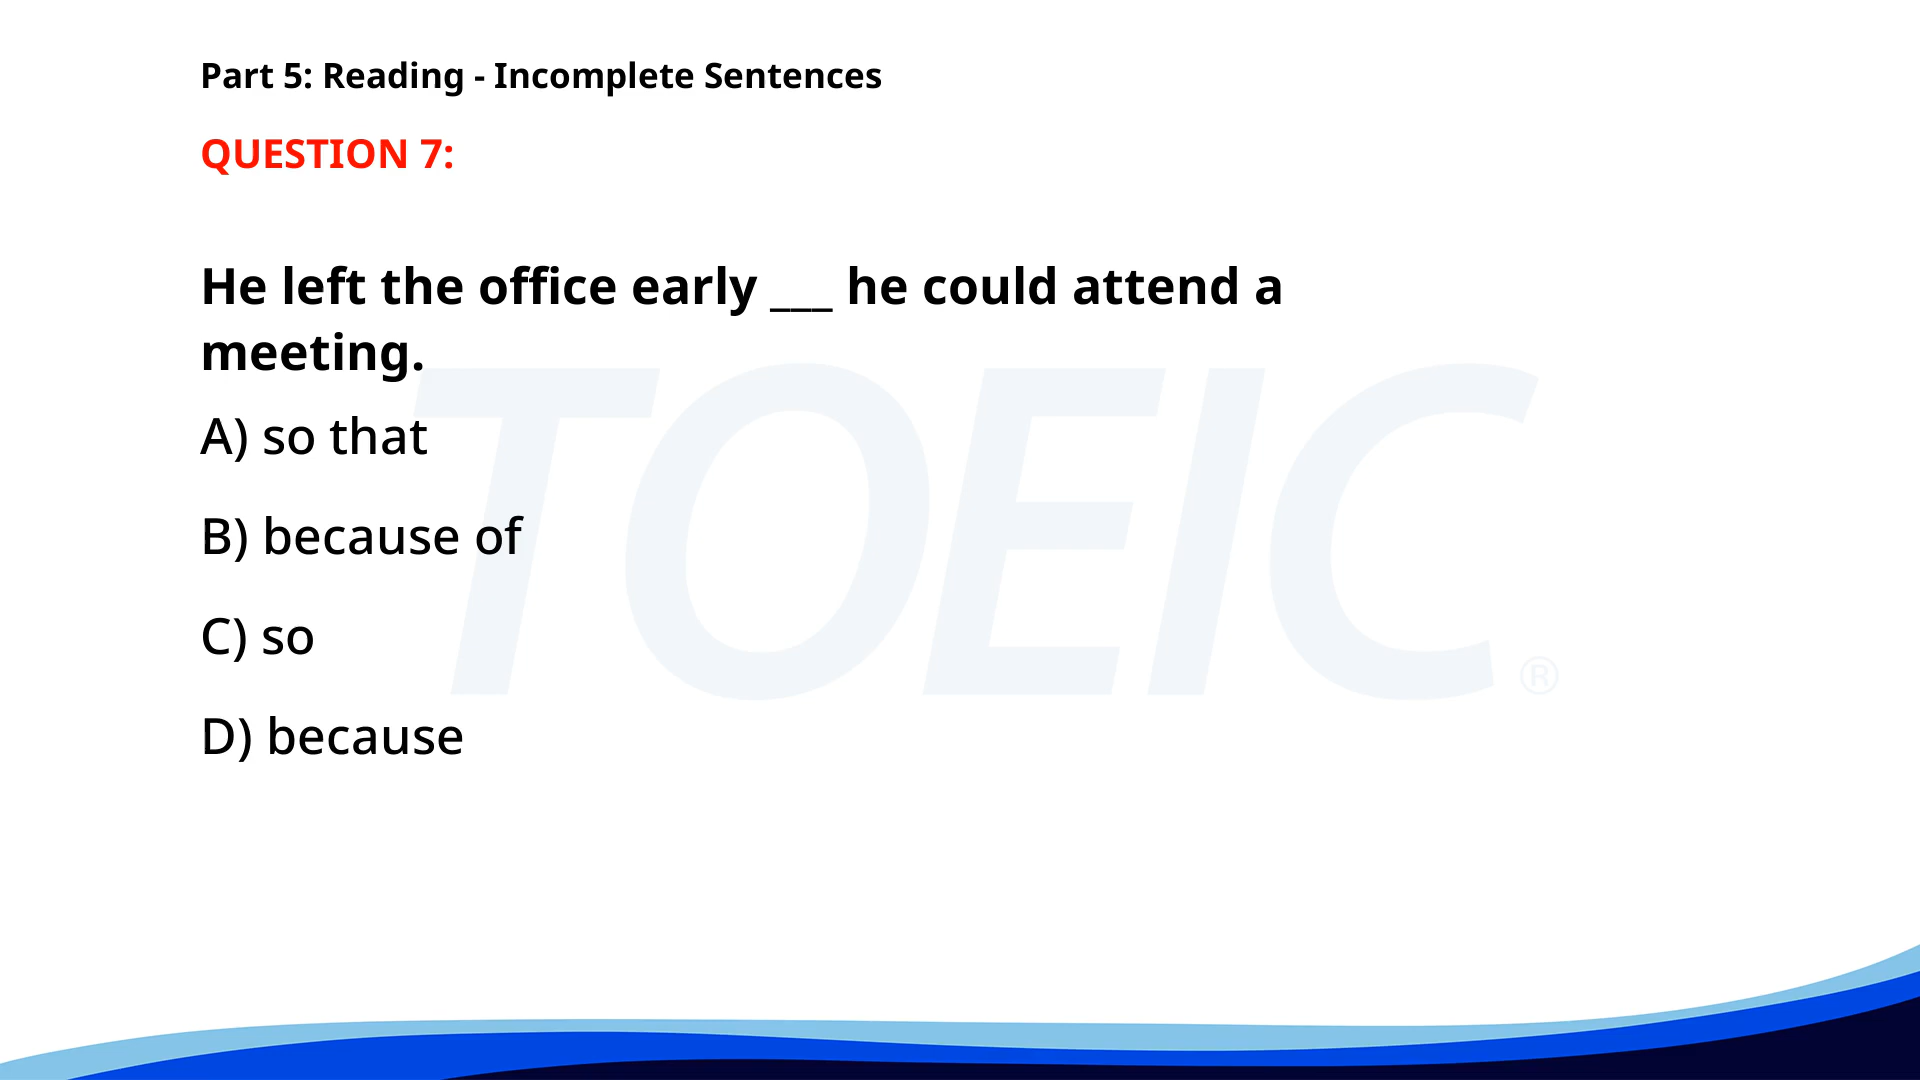 Part 5: Reading - Incomplete Sentences
QUESTION 7:
He left the office early ___ he could attend a
meeting.
A) so that
B) because of
C) so
D) because
TOEIC®